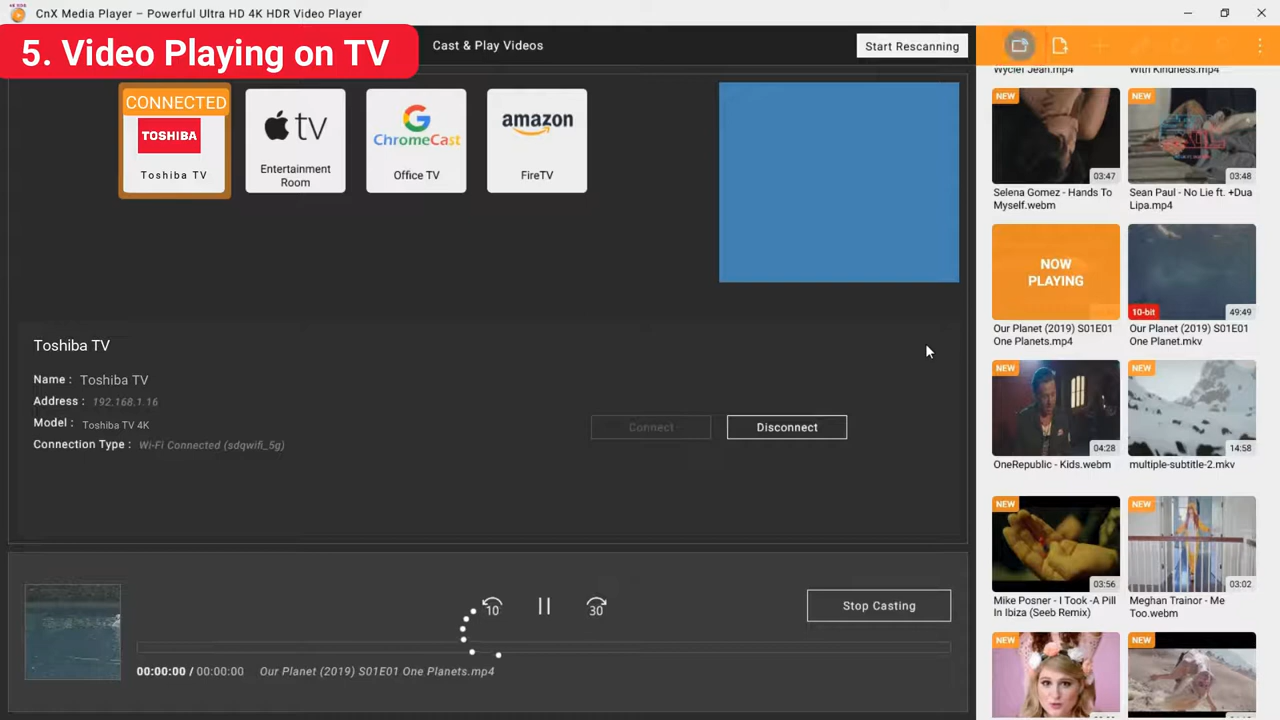 CnX Media Player – Powerful Ultra HD 4K HDR Video Player
5. Video Playing on TV
Cast & Play Videos
Start Rescanning
CONNECTED
TOSHIBA
Toshiba TV
tv
Entertainment
Room
ChromeCast
Office TV
amazon
FireTV
Toshiba TV
Name : Toshiba TV
Address : 192.168.1.16
Model : Toshiba TV 4K
Connection Type : Wi-Fi Connected (sdqwifi_5g)
Connect
Disconnect
10
30
Stop Casting
00:00:00 / 00:00:00 Our Planet (2019) S01E01 One Planets.mp4
Wyclef Jean.mp4
With Kindness.mp4
NEW
03:47
Selena Gomez - Hands To
Myself.webm
NEW
03:48
Sean Paul - No Lie ft. +Dua
Lipa.mp4
NOW
PLAYING
Our Planet (2019) S01E01
One Planets.mp4
10-bit
49:49
Our Planet (2019) S01E01
One Planet.mkv
NEW
04:28
OneRepublic - Kids.webm
NEW
14:58
multiple-subtitle-2.mkv
NEW
03:56
Mike Posner - I Took -A Pill
In Ibiza (Seeb Remix)
NEW
03:02
Meghan Trainor - Me
Too.webm
NEW
NEW